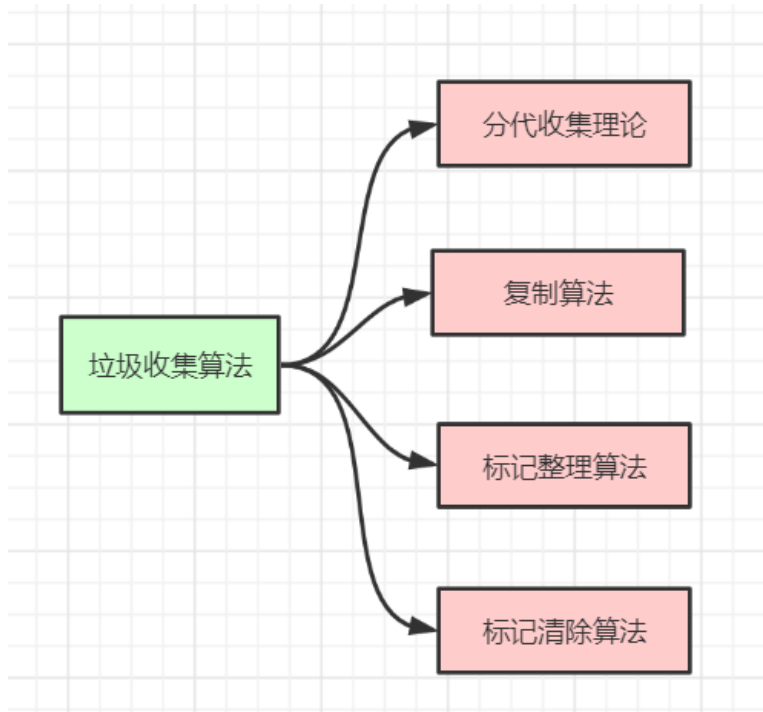 分代收集理论
复制算法
垃圾收集算法
标记整理算法
标记清除算法